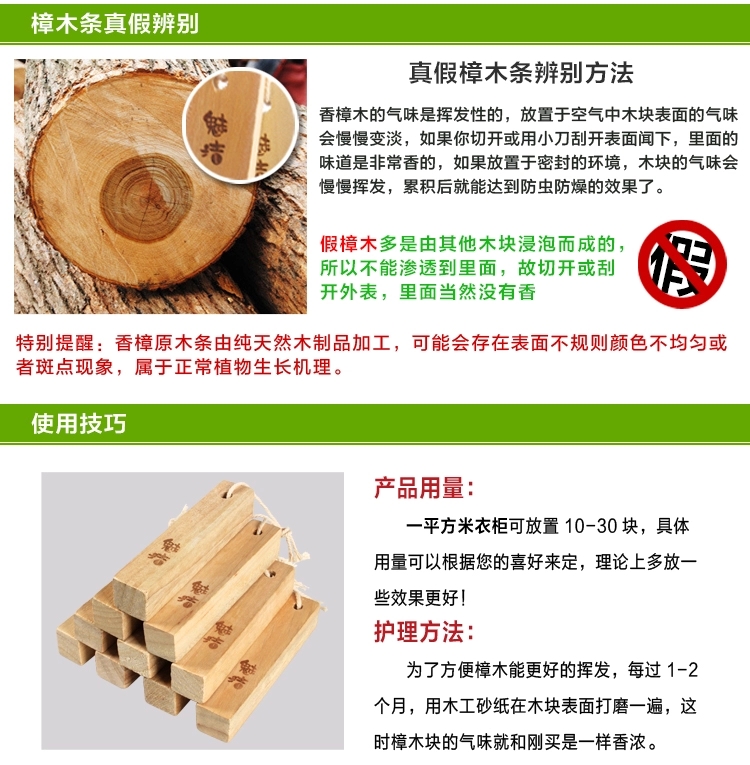 樟木条真假辨别
魅洁
真假樟木条辨别方法
香樟木的气味是挥发性的，放置于空气中木块表面的气味
会慢慢变淡，如果你切开或用小刀刮开表面闻下，里面的
味道是非常香的，如果放置于密封的环境，木块的气味会
慢慢挥发，累积后就能达到防虫防燥的效果了。
假樟木多是由其他木块浸泡而成的，
所以不能渗透到里面，故切开或刮
开外表，里面当然没有香
假
特别提醒：香樟原木条由纯天然木制品加工，可能会存在表面不规则颜色不均匀或
者斑点现象，属于正常植物生长机理。
使用技巧
魅洁
魅洁
魅洁
魅洁
产品用量：
一平方米衣柜可放置10-30块，具体
用量可以根据您的喜好来定，理论上多放一
些效果更好！
护理方法：
为了方便樟木能更好的挥发，每过1-2
个月，用木工砂纸在木块表面打磨一遍，这
时樟木块的气味就和刚买是一样香浓。